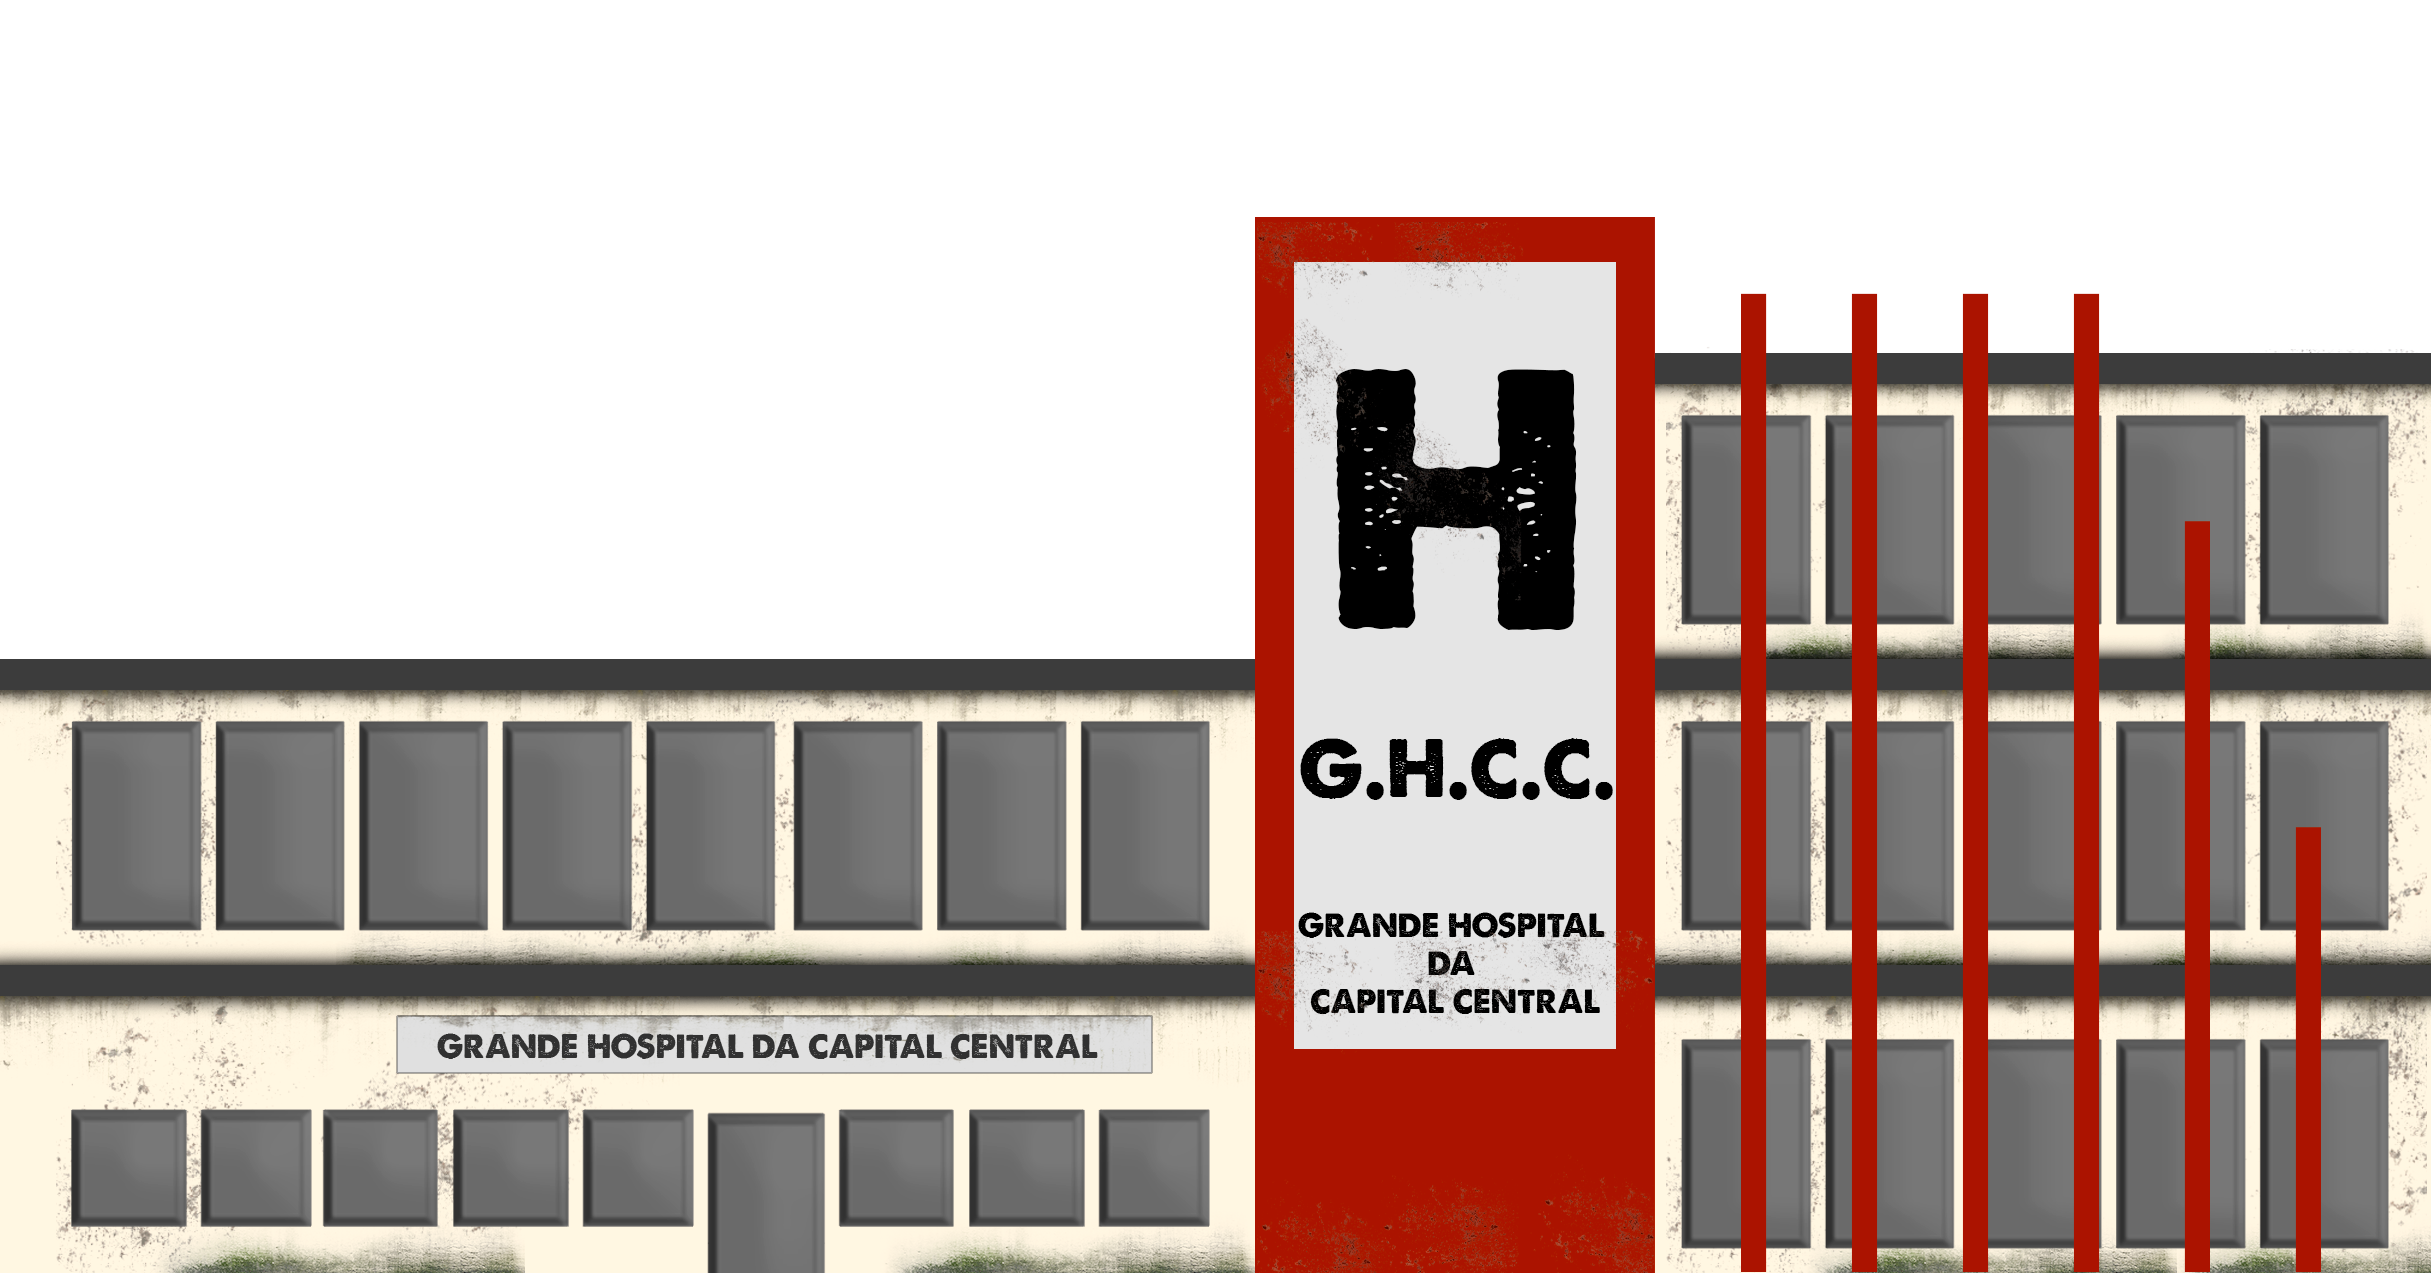 H
G.H.C.C.
GRANDE HOSPITAL
DA
CAPITAL CENTRAL
GRANDE HOSPITAL DA CAPITAL CENTRAL